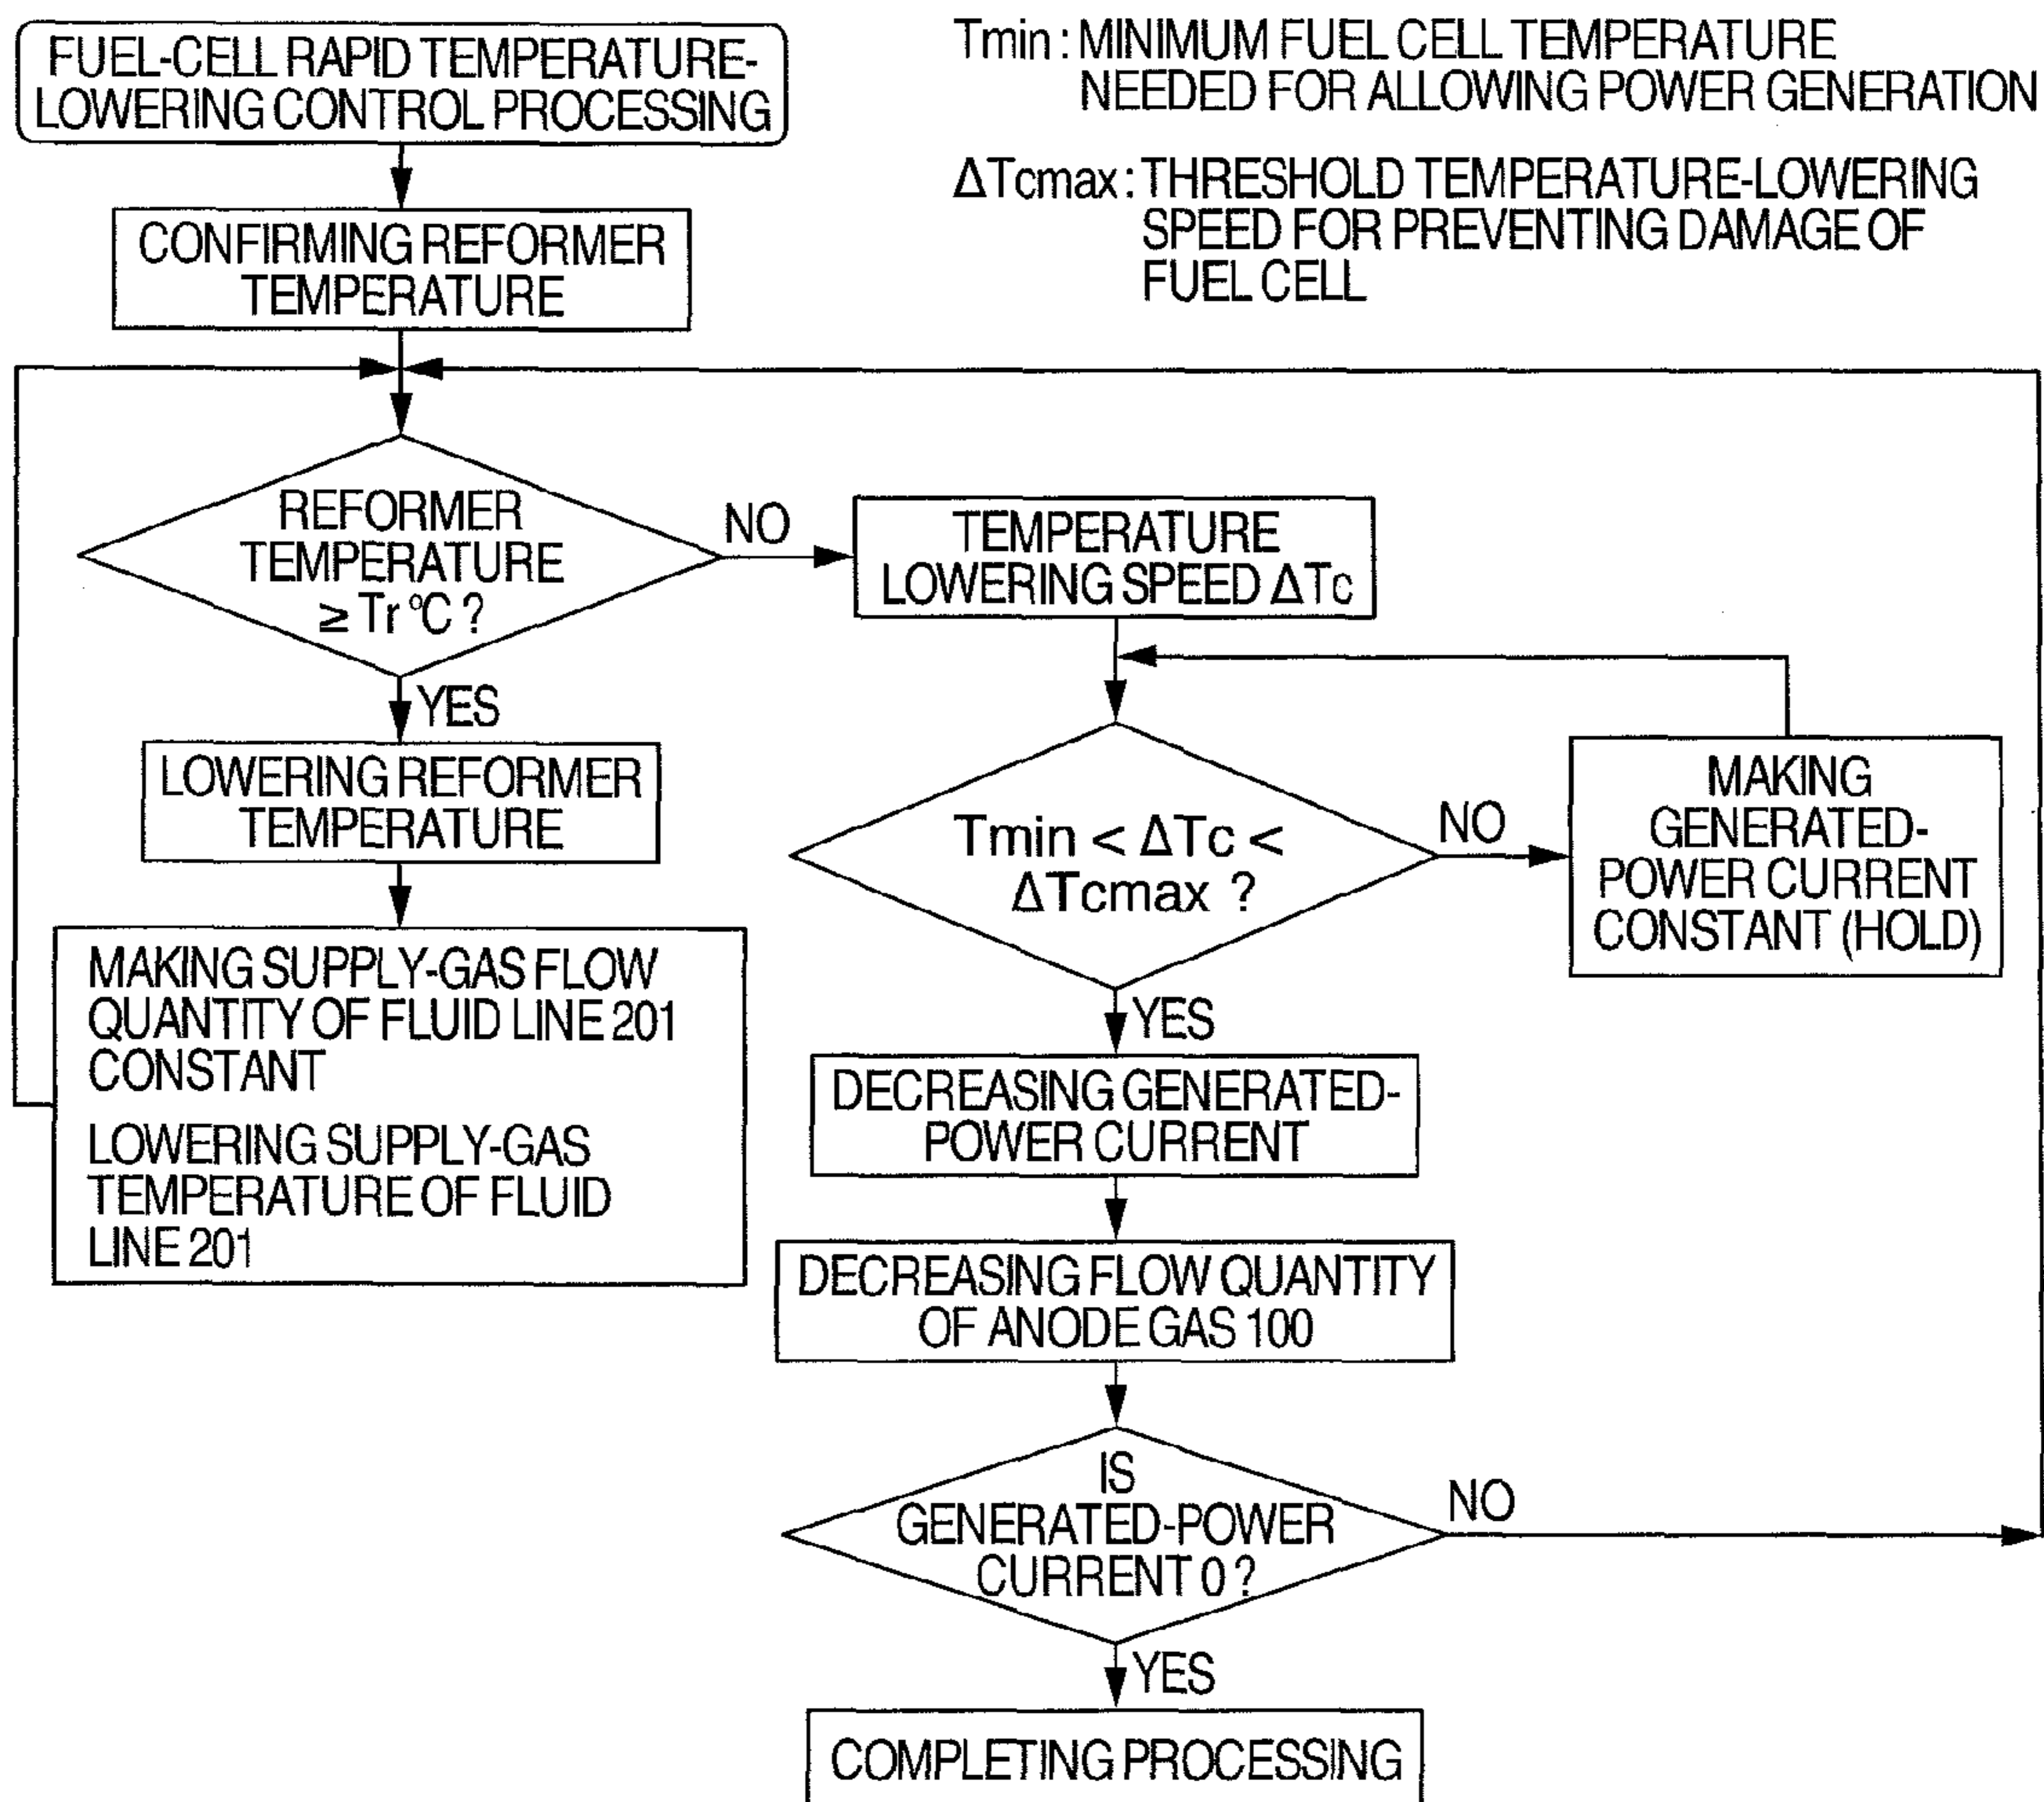 FUEL-CELL RAPID TEMPERATURE-
LOWERING CONTROL PROCESSING
Tmin : MINIMUM FUEL CELL TEMPERATURE
NEEDED FOR ALLOWING POWER GENERATION
ΔTcmax : THRESHOLD TEMPERATURE-LOWERING
SPEED FOR PREVENTING DAMAGE OF
FUEL CELL
CONFIRMING REFORMER
TEMPERATURE
REFORMER
TEMPERATURE
≥ Tr °C ?
NO
YES
TEMPERATURE
LOWERING SPEED ΔTc
LOWERING REFORMER
TEMPERATURE
MAKING SUPPLY-GAS FLOW
QUANTITY OF FLUID LINE 201
CONSTANT
LOWERING SUPPLY-GAS
TEMPERATURE OF FLUID
LINE 201
Tmin < ΔTc <
ΔTcmax ?
NO
MAKING
GENERATED-
POWER CURRENT
CONSTANT (HOLD)
YES
DECREASING GENERATED-
POWER CURRENT
DECREASING FLOW QUANTITY
OF ANODE GAS 100
IS
GENERATED-POWER
CURRENT 0 ?
NO
YES
COMPLETING PROCESSING